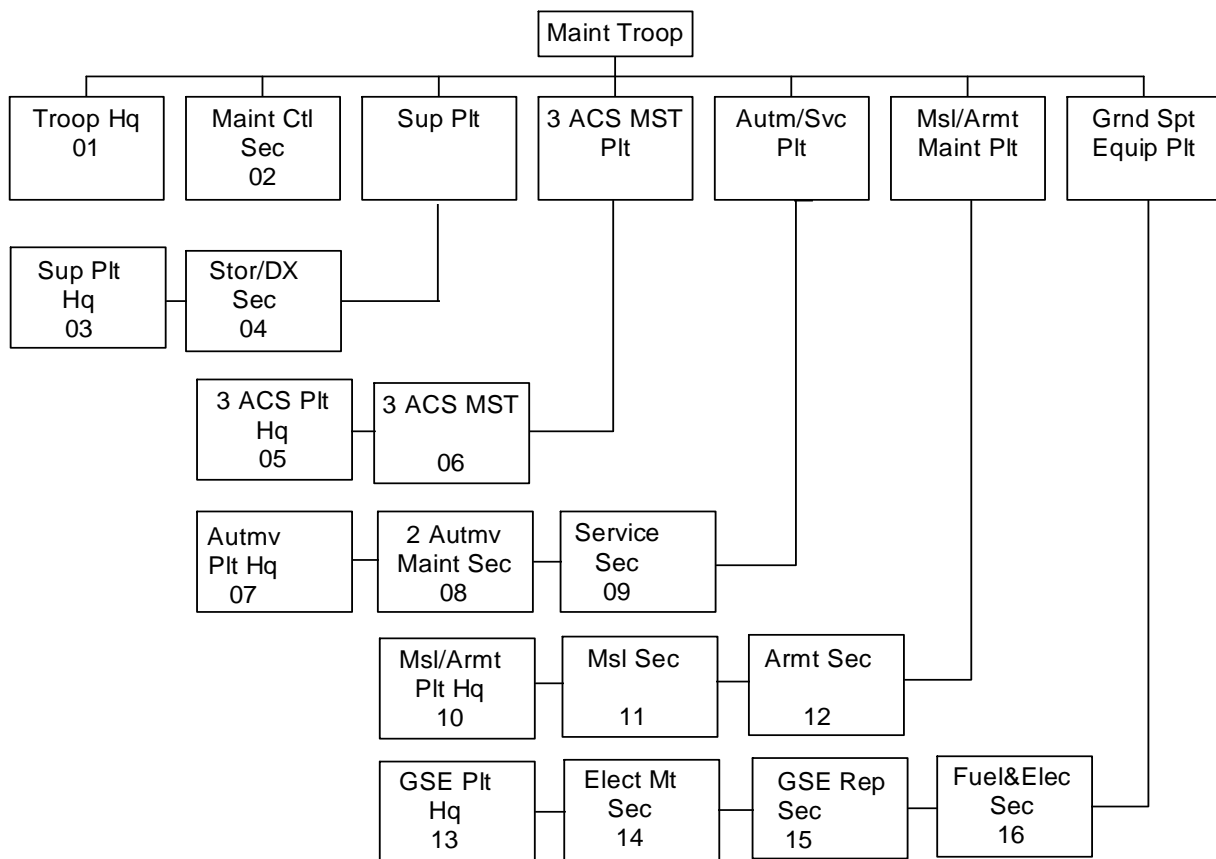 Maint Troop
Troop Hq
01
Maint Ctl
Sec
02
Sup Plt
3 ACS MST
Plt
Autm/Svc
Plt
Msl/Armt
Maint Plt
Grnd Spt
Equip Plt
Sup Plt
Hq
03
Stor/DX
Sec
04
3 ACS Plt
Hq
05
3 ACS MST
06
Autmv
Plt Hq
07
2 Autmv
Maint Sec
08
Service
Sec
09
Msl/Armt
Plt Hq
10
Msl Sec
11
Armt Sec
12
GSE Plt
Hq
13
Elect Mt
Sec
14
GSE Rep
Sec
15
Fuel&Elec
Sec
16